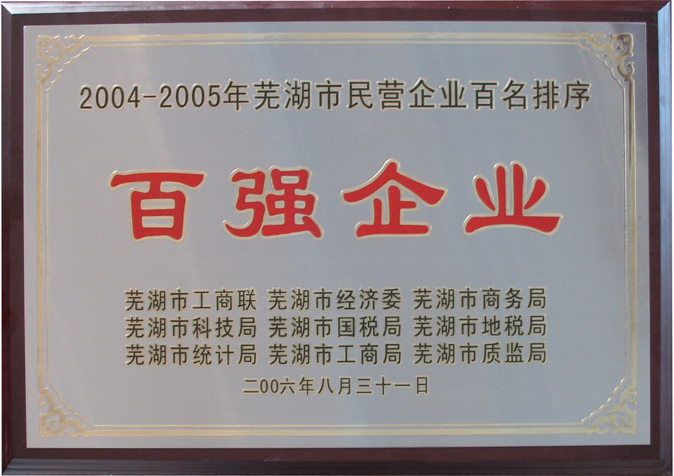 2004-2005年芜湖市民营企业百名排序
百强企业
芜湖市工商联 芜湖市经济委 芜湖市商务局
芜湖市科技局 芜湖市国税局 芜湖市地税局
芜湖市统计局 芜湖市工商局 芜湖市质监局
二00六年八月三十一日